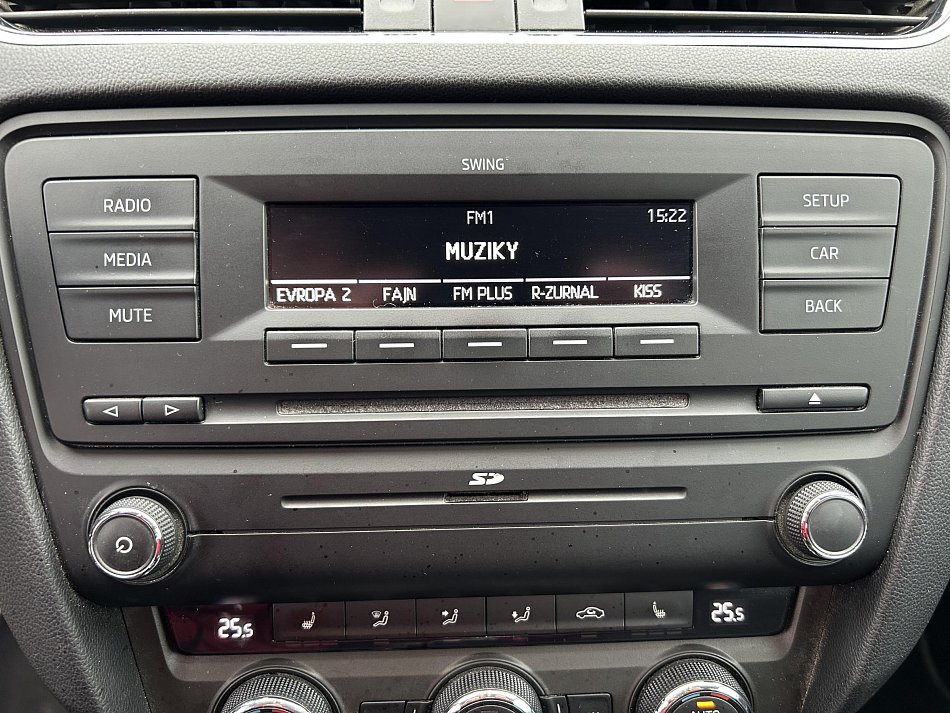 SWING
RADIO
MEDIA
MUTE
FM1 15:22
MUZIKY
EVROPA 2 FAJN FM PLUS R-ZURNAL KISS
SETUP
CAR
BACK
SD
25.5 25.5
AUTO